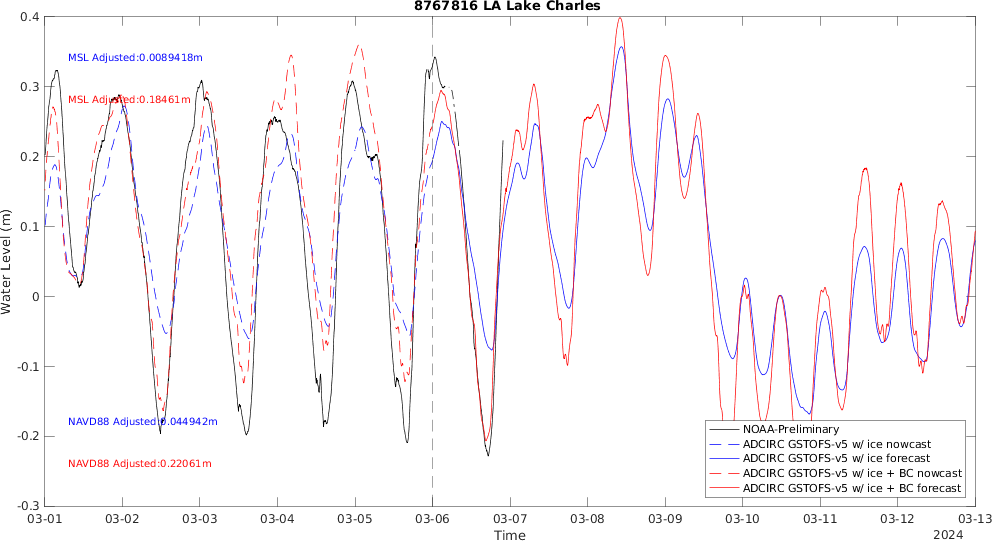 8767816 LA Lake Charles
Water Level (m)
0.4
0.3
0.2
0.1
0
-0.1
-0.2
-0.3
MSL Adjusted:0.0089418m
MSL Adjusted:0.18461m
NAVD88 Adjusted:0.044942m
NAVD88 Adjusted:0.22061m
NOAA-Preliminary
ADCIRC GSTOFS-v5 w/ ice nowcast
ADCIRC GSTOFS-v5 w/ ice forecast
ADCIRC GSTOFS-v5 w/ ice + BC nowcast
ADCIRC GSTOFS-v5 w/ ice + BC forecast
03-01 03-02 03-03 03-04 03-05 03-06 03-07 03-08 03-09 03-10 03-11 03-12 03-13
Time
2024